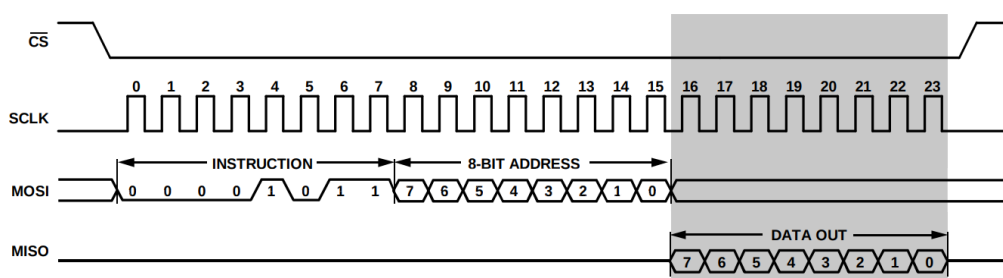 CS
0 1 2 3 4 5 6 7 8 9 10 11 12 13 14 15 16 17 18 19 20 21 22 23
SCLK
INSTRUCTION 8-BIT ADDRESS
MOSI 0 0 0 0 1 0 1 1 7 6 5 4 3 2 1 0
DATA OUT
MISO 7 6 5 4 3 2 1 0